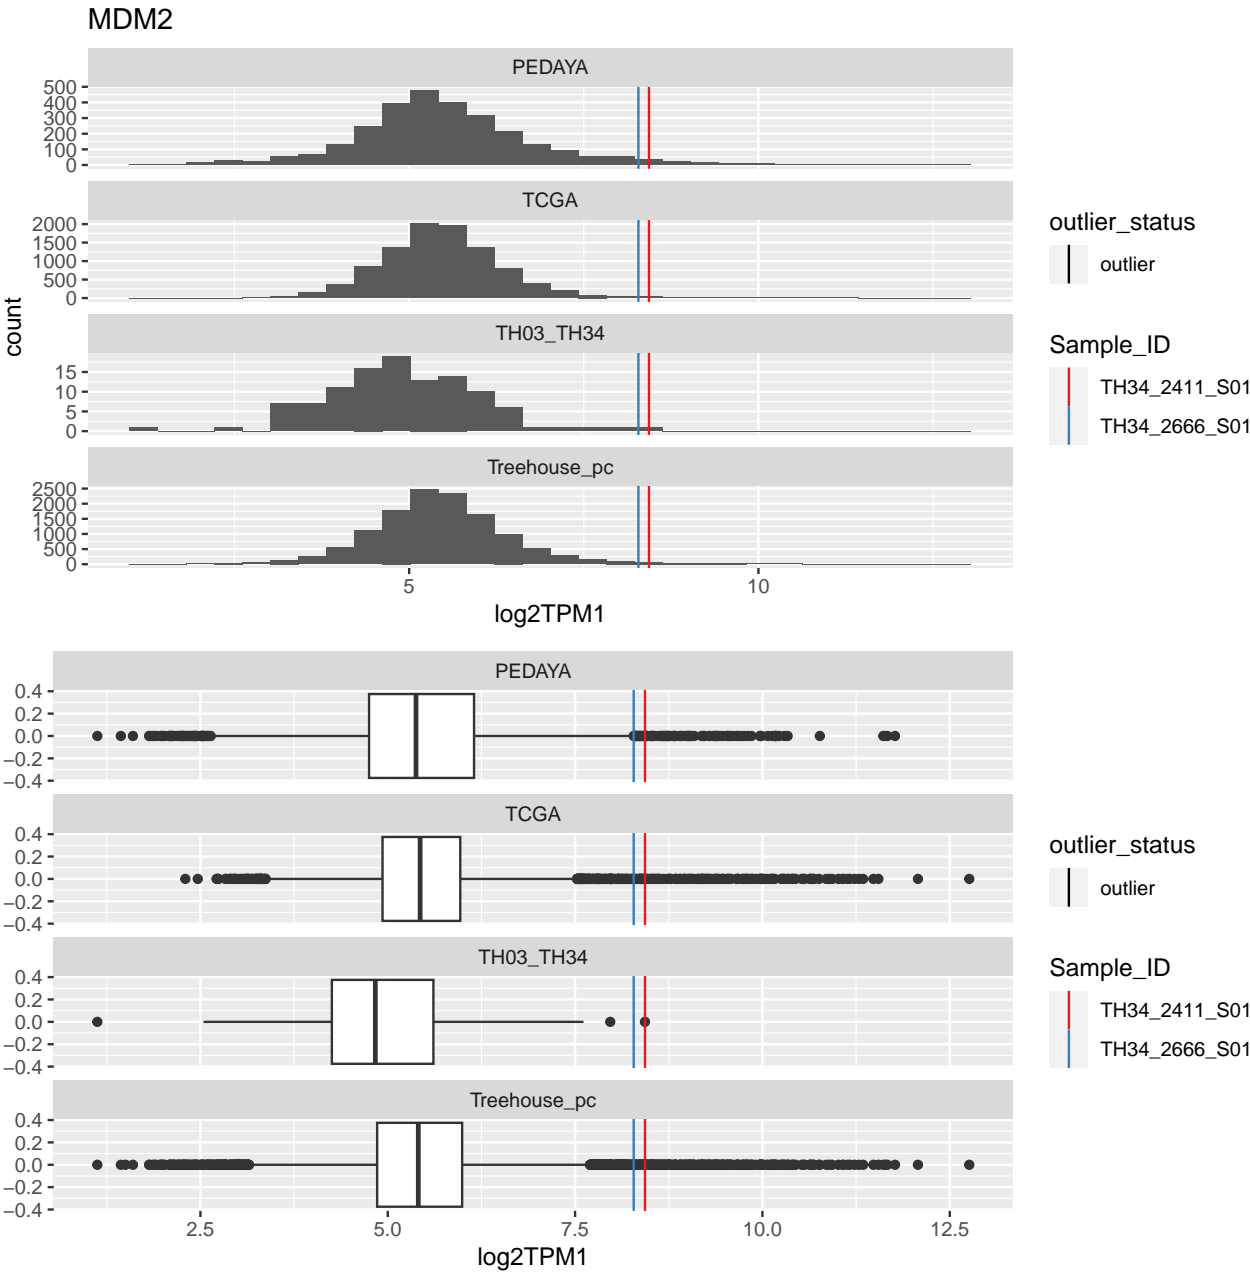 MDM2
PEDAYA
500
400
300
200
100
0
TCGA
2000
1500
1000
500
0
TH03_TH34
15
10
5
0
Treehouse_pc
2500
2000
1500
1000
500
0
5 10
log2TPM1
count
outlier_status
outlier
Sample_ID
TH34_2411_S01
TH34_2666_S01
PEDAYA
0.4
0.2
0.0
−0.2
−0.4
TCGA
0.4
0.2
0.0
−0.2
−0.4
TH03_TH34
0.4
0.2
0.0
−0.2
−0.4
Treehouse_pc
0.4
0.2
0.0
−0.2
−0.4
2.5 5.0 7.5 10.0 12.5
log2TPM1
outlier_status
outlier
Sample_ID
TH34_2411_S01
TH34_2666_S01